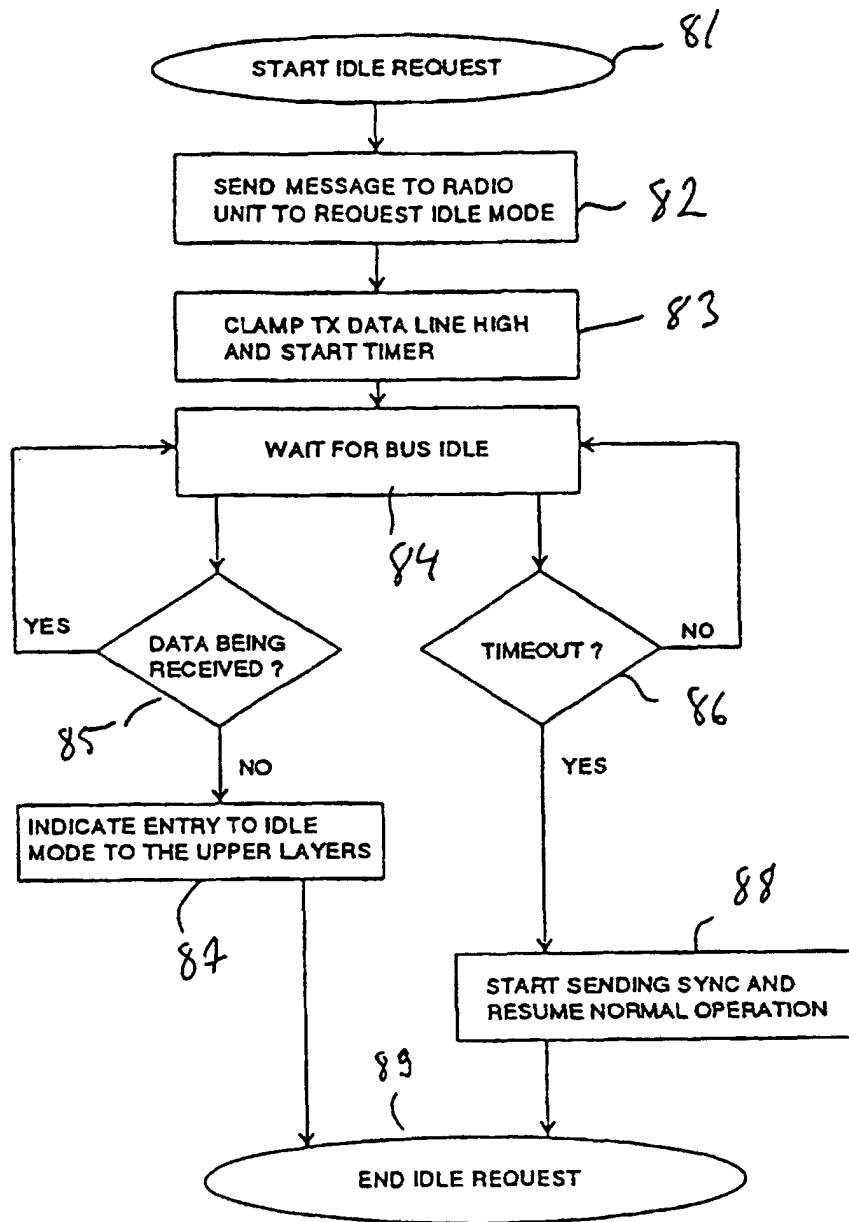 81
START IDLE REQUEST
SEND MESSAGE TO RADIO
UNIT TO REQUEST IDLE MODE
82
CLAMP TX DATA LINE HIGH
AND START TIMER
83
WAIT FOR BUS IDLE
84
YES
DATA BEING
RECEIVED ?
85
NO
TIMEOUT ?
NO
86
YES
INDICATE ENTRY TO IDLE
MODE TO THE UPPER LAYERS
87
88
START SENDING SYNC AND
RESUME NORMAL OPERATION
89
END IDLE REQUEST